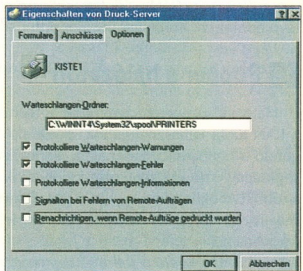 Eigenschaften von Druck-Server
Formulare Anschlüsse Optionen
KISTE1
Warteschlangen-Ordner:
C:\WINNT4\System32\spool\PRINTERS
Protokolliere Warteschlangen-Warnungen
Protokolliere Warteschlangen-Fehler
Protokolliere Warteschlangen-Informationen
Signalton bei Fehlern von Remote-Aufträgen
Benachrichtigen, wenn Remote-Aufträge gedruckt wurden
OK Abbrechen